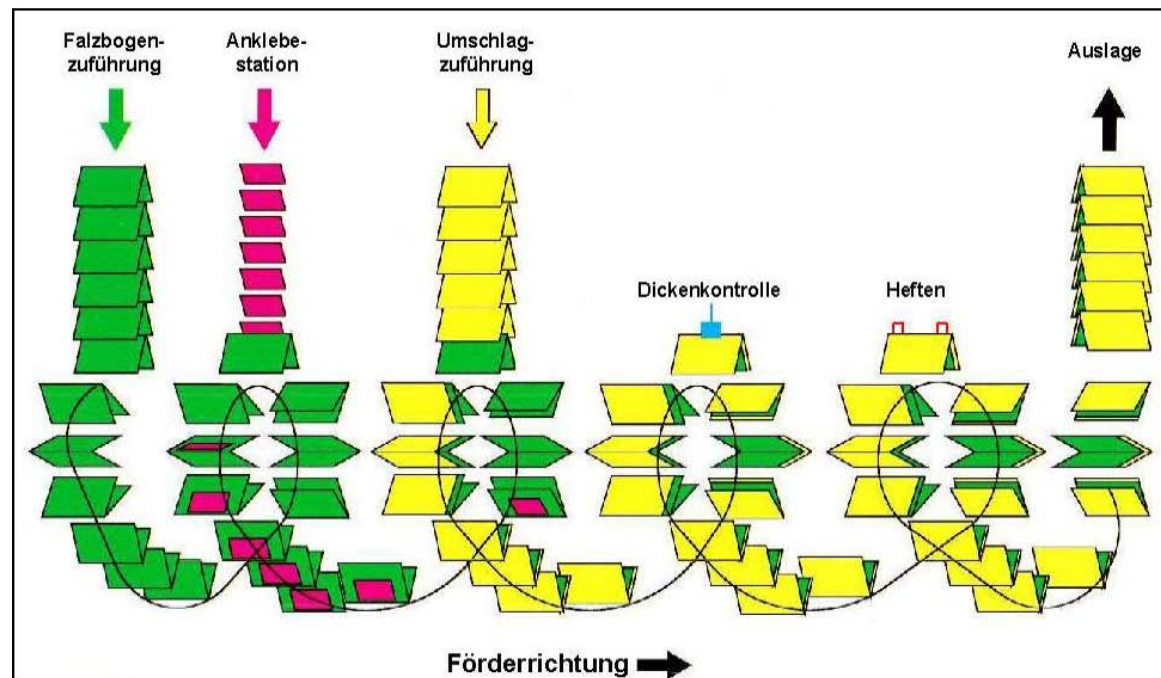 Falzbogen-
zuführung
Anklebe-
station
Umschlag-
zuführung
Auslage
Dickenkontrolle
Heften
Förderrichtung